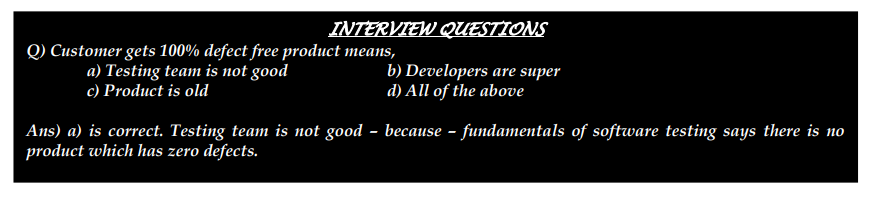 INTERVIEW QUESTIONS
Q) Customer gets 100% defect free product means,
a) Testing team is not good b) Developers are super
c) Product is old d) All of the above
Ans) a) is correct. Testing team is not good – because – fundamentals of software testing says there is no
product which has zero defects.